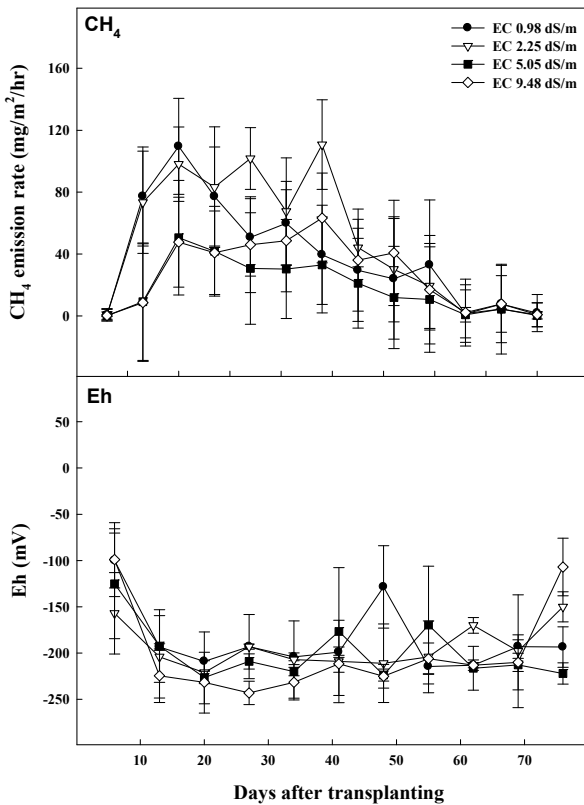 CH4
EC 0.98 dS/m
EC 2.25 dS/m
EC 5.05 dS/m
EC 9.48 dS/m
CH4 emission rate (mg/m2/hr)
160
120
80
40
0
Eh
Eh (mV)
50
0
-50
-100
-150
-200
-250
10 20 30 40 50 60 70
Days after transplanting